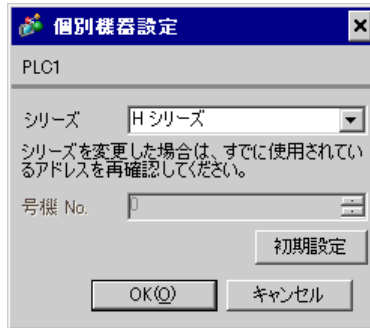 個別機器設定
PLC1
シリーズ
H シリーズ
シリーズを変更した場合は、すでに使用されてい
るアドレスを再確認してください。
号機 No.
0
初期設定
OK(O)
キャンセル